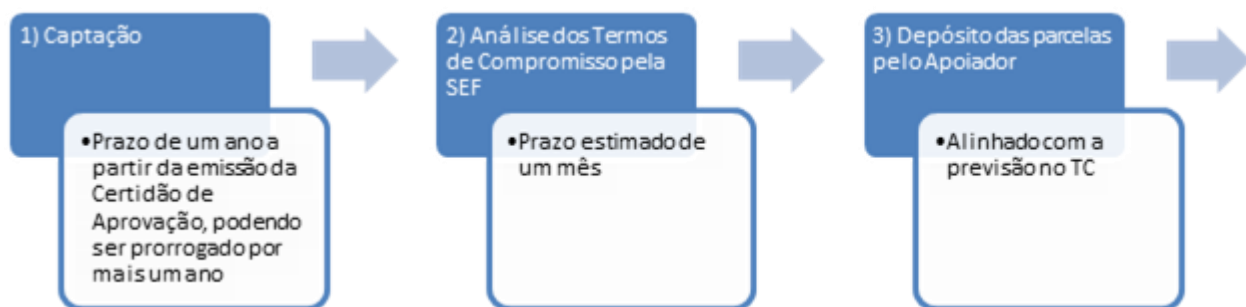 1) Captação
•Prazo de um ano a
partir da emissão da
Certidão de
Aprovação, podendo
ser prorrogado por
mais um ano
2) Análise dos Termos
de Compromisso pela
SEF
•Prazo estimado de
um mês
3) Depósito das parcelas
pelo Apoiador
•Alinhado com a
previsão no TC